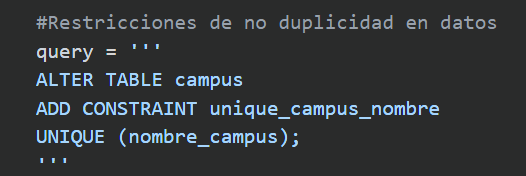 #Restricciones de no duplicidad en datos
query = '''
ALTER TABLE campus
ADD CONSTRAINT unique_campus_nombre
UNIQUE (nombre_campus);
'''